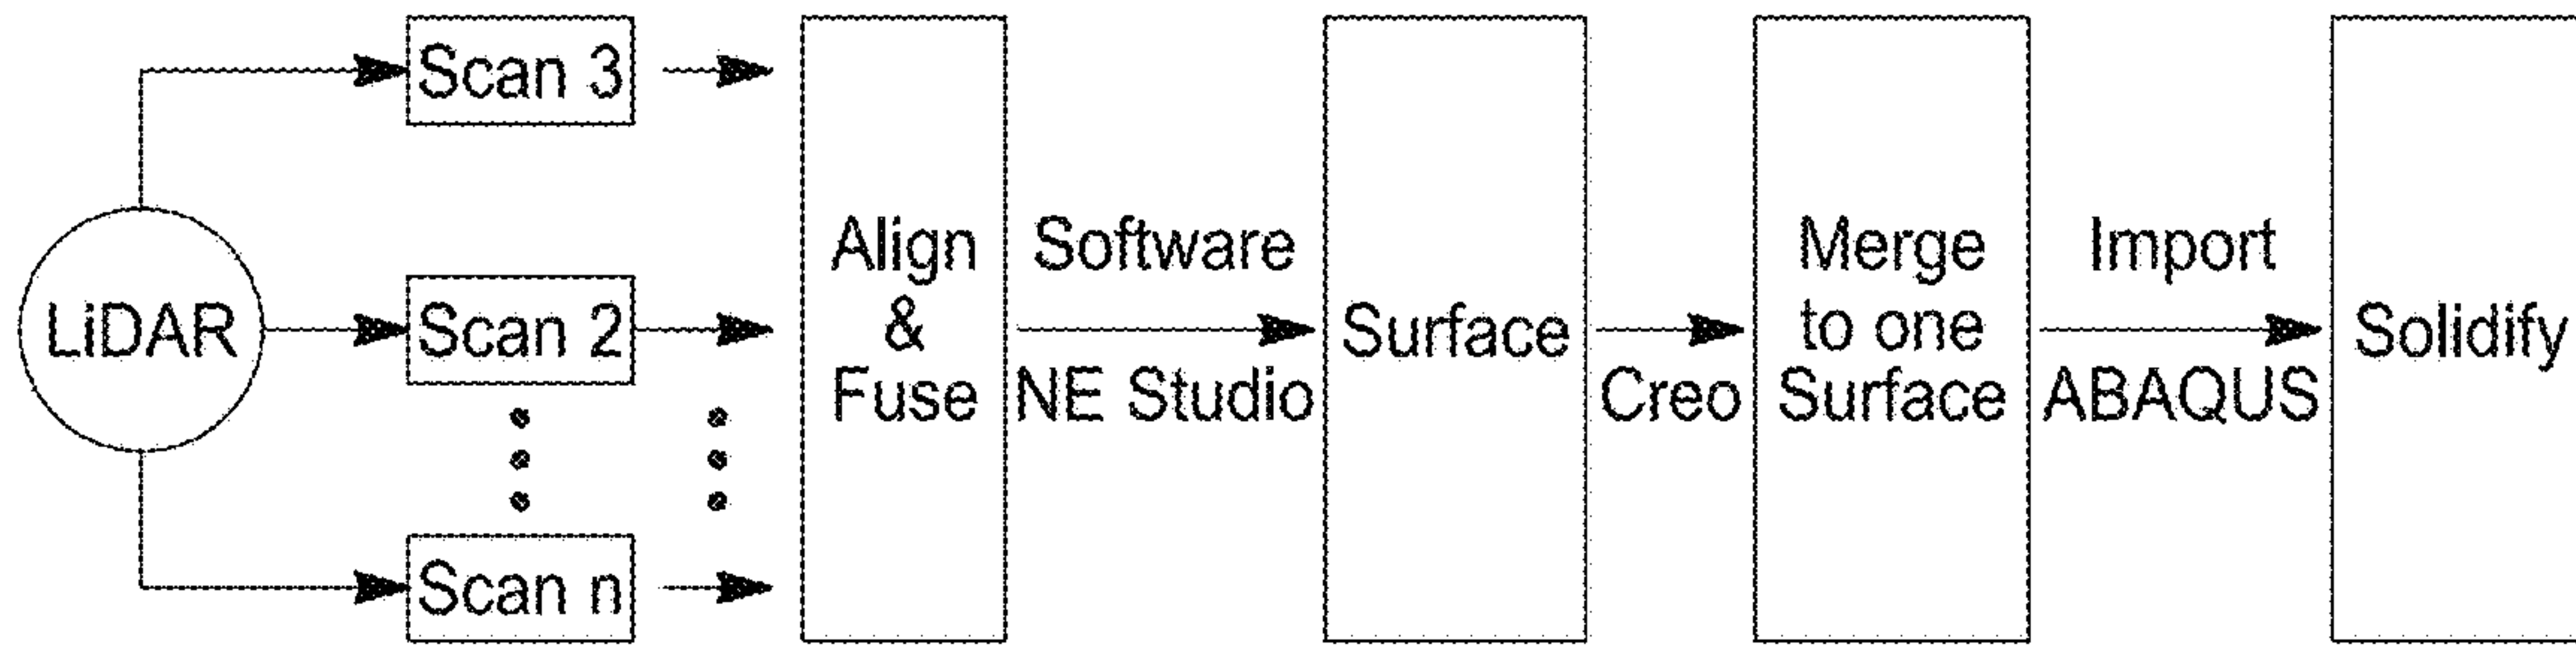 Scan 3
LiDAR
Scan 2
Scan n
Align
&
Fuse
Software
NE Studio
Surface
Creo
Merge
to one
Surface
Import
ABAQUS
Solidify